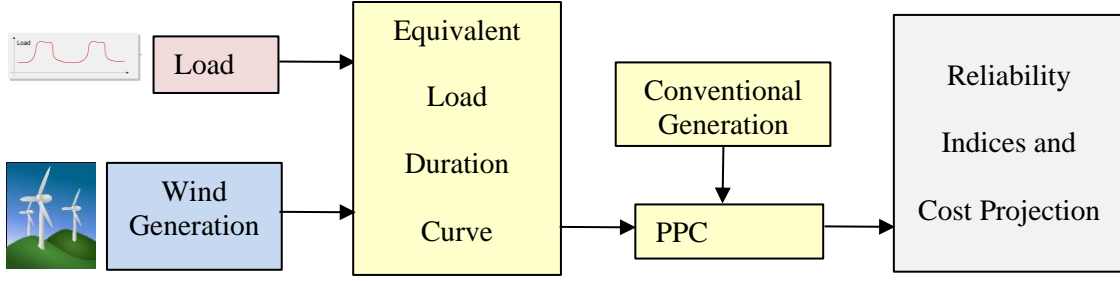 Load
Load
Wind
Generation
Equivalent
Load
Duration
Curve
Conventional
Generation
PPC
Reliability
Indices and
Cost Projection